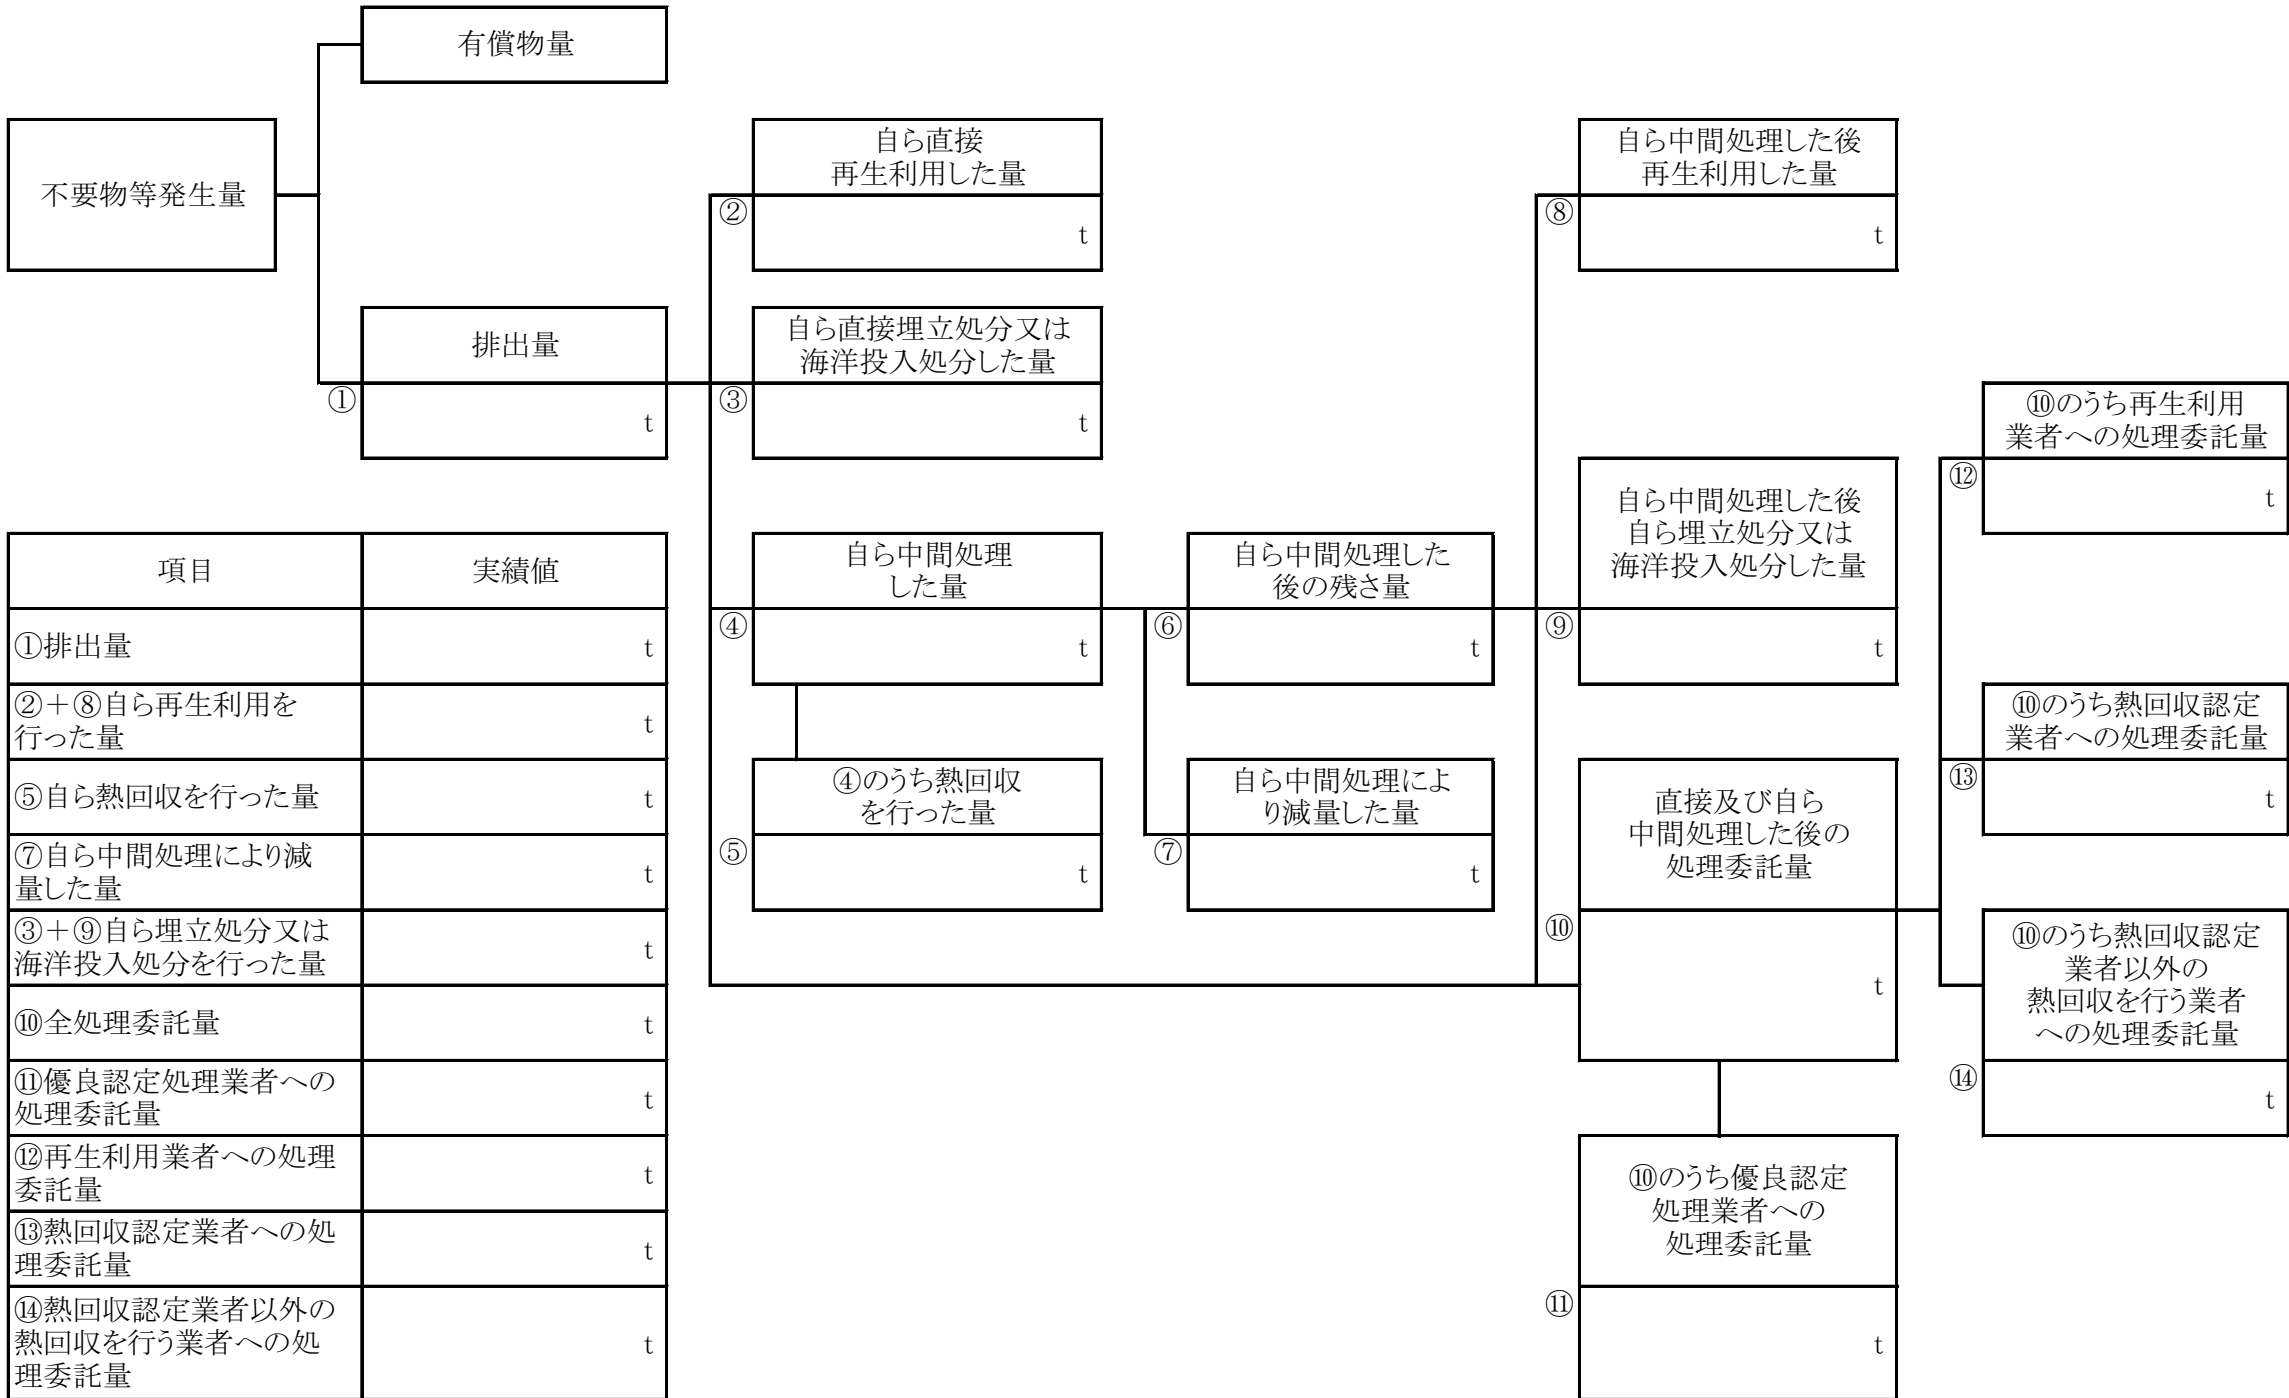 有償物量
不要物等発生量
排出量
①
t
自ら直接
再生利用した量
②
t
自ら直接埋立処分又は
海洋投入処分した量
③
t
自ら中間処理
した量
④
t
④のうち熱回収
を行った量
⑤
t
自ら中間処理した
後の残さ量
⑥
t
自ら中間処理によ
り減量した量
⑦
t
自ら中間処理した後
再生利用した量
⑧
t
自ら中間処理した後
自ら埋立処分又は
海洋投入処分した量
⑨
t
直接及び自ら
中間処理した後の
処理委託量
⑩
t
⑩のうち優良認定
処理業者への
処理委託量
⑪
t
⑩のうち再生利用
業者への処理委託量
⑫
t
⑩のうち熱回収認定
業者への処理委託量
⑬
t
⑩のうち熱回収認定
業者以外の
熱回収を行う業者
への処理委託量
⑭
t
項目 実績値
①排出量 t
②＋⑧自ら再生利用を
行った量 t
⑤自ら熱回収を行った量 t
⑦自ら中間処理により減
量した量 t
③＋⑨自ら埋立処分又は
海洋投入処分を行った量 t
⑩全処理委託量 t
⑪優良認定処理業者への
処理委託量 t
⑫再生利用業者への処理
委託量 t
⑬熱回収認定業者への処
理委託量 t
⑭熱回収認定業者以外の
熱回収を行う業者への処
理委託量 t